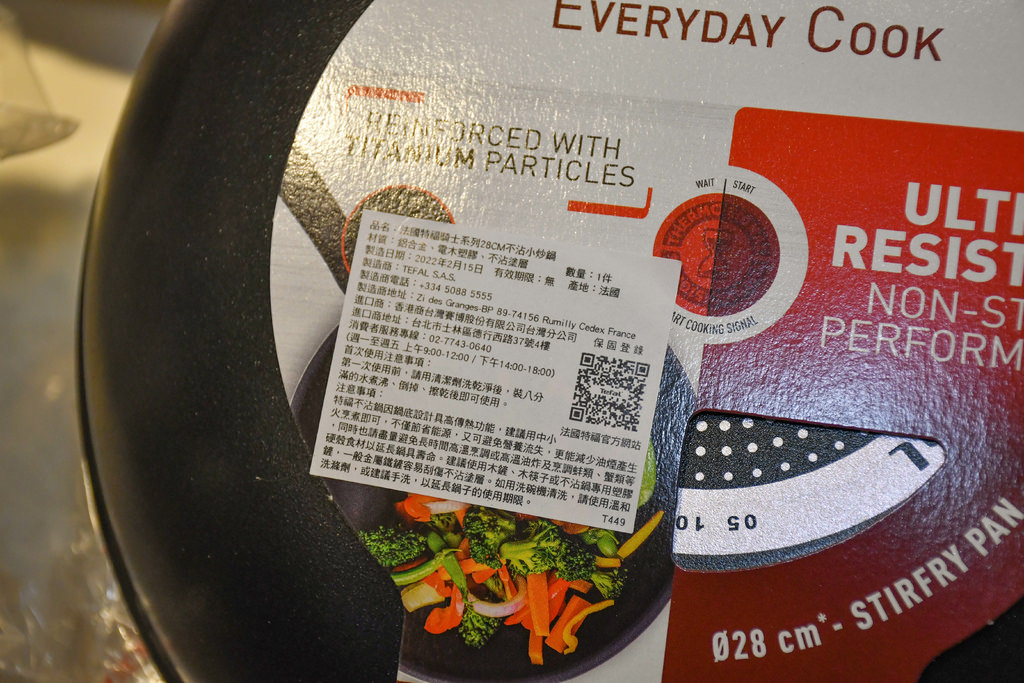 EVERYDAY COOK
REINFORCED WITH
TITANIUM PARTICLES
WAIT START
THERMO
ART COOKING SIGNAL
ULTI
RESIST
NON-ST
PERFORM
品名：法國特福騎士系列28CM不沾小炒鍋
材質：鋁合金、電木塑膠、不沾塗層 數量：1件
製造日期：2022年2月15日 有效期限：無 產地：法國
製造商：TEFAL S.A.S.
製造商電話：+334 5088 5555
製造商地址：Zi des Granges-BP 89-74156 Rumilly Cedex France
進口商：香港商台灣賽博股份有限公司台灣分公司
進口商地址：台北市士林區德行西路37號4樓
消費者服務專線：02-7743-0640
(週一至週五 上午9:00-12:00 / 下午14:00-18:00)
保固登錄
Tefal
法國特福官方網站
首次使用注意事項：
第一次使用前，請用清潔劑洗乾淨後，裝八分
滿的水煮沸、倒掉、擦乾後即可使用。
注意事項：
特福不沾鍋因鍋底設計具高傳熱功能，建議用中小
火烹煮即可，不僅節省能源，又可避免營養流失，更能減少油煙產生
，同時也請盡量避免長時間高溫烹調或高溫油炸及烹調蚌類、蟹類等
硬殼食材以延長鍋具壽命。建議使用木鏟、木筷子或不沾鍋專用塑膠
鏟，一般金屬鐵鏟容易刮傷不沾塗層。如用洗碗機清洗，請使用溫和
洗滌劑，或建議手洗，以延長鍋子的使用期限。
T449
05 10
Ø28 cm*- STIRFRY PAN